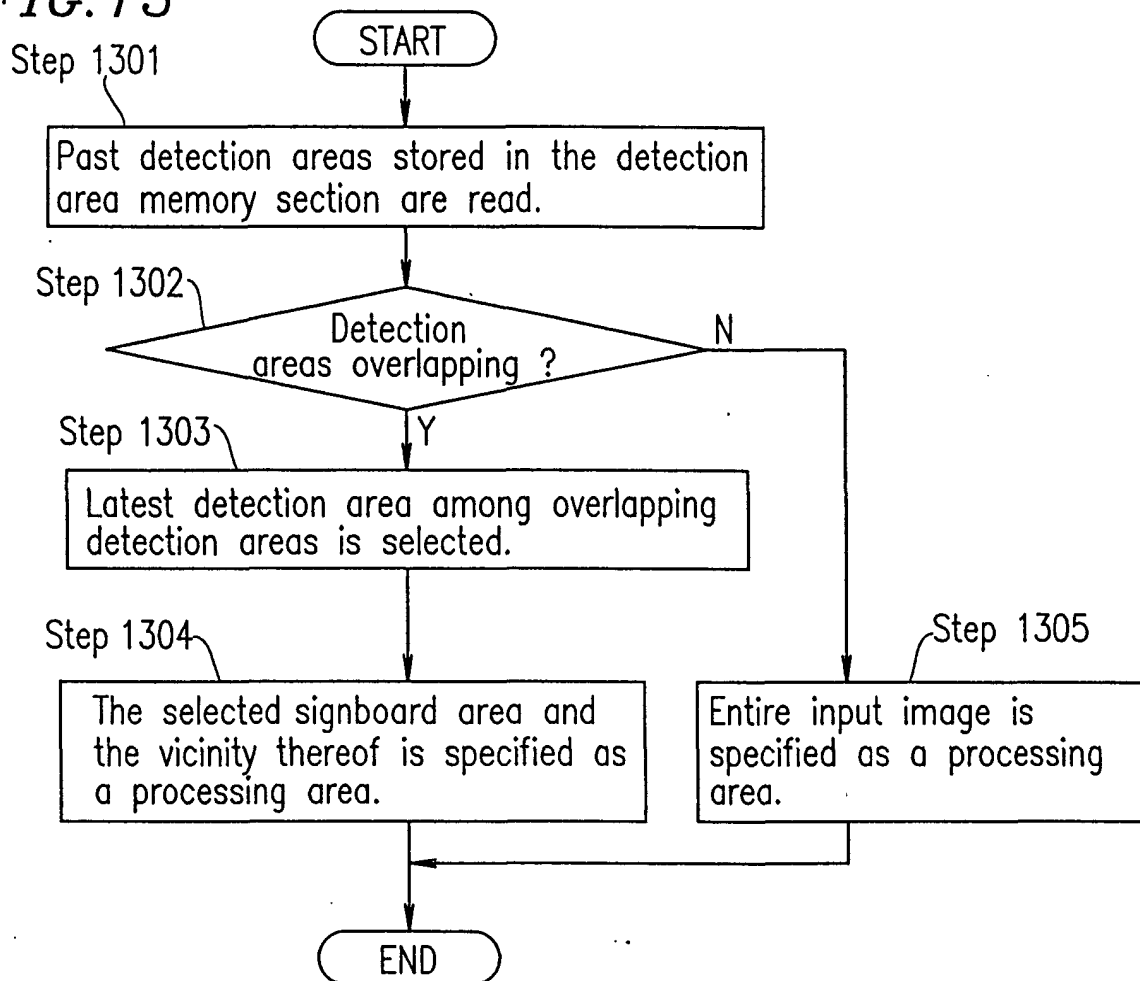 FIG. 13
START
Step 1301
Past detection areas stored in the detection
area memory section are read.
Step 1302
Detection
areas overlapping ?
N
Y
Step 1303
Latest detection area among overlapping
detection areas is selected.
Step 1304
The selected signboard area and
the vicinity thereof is specified as
a processing area.
Step 1305
Entire input image is
specified as a processing
area.
END